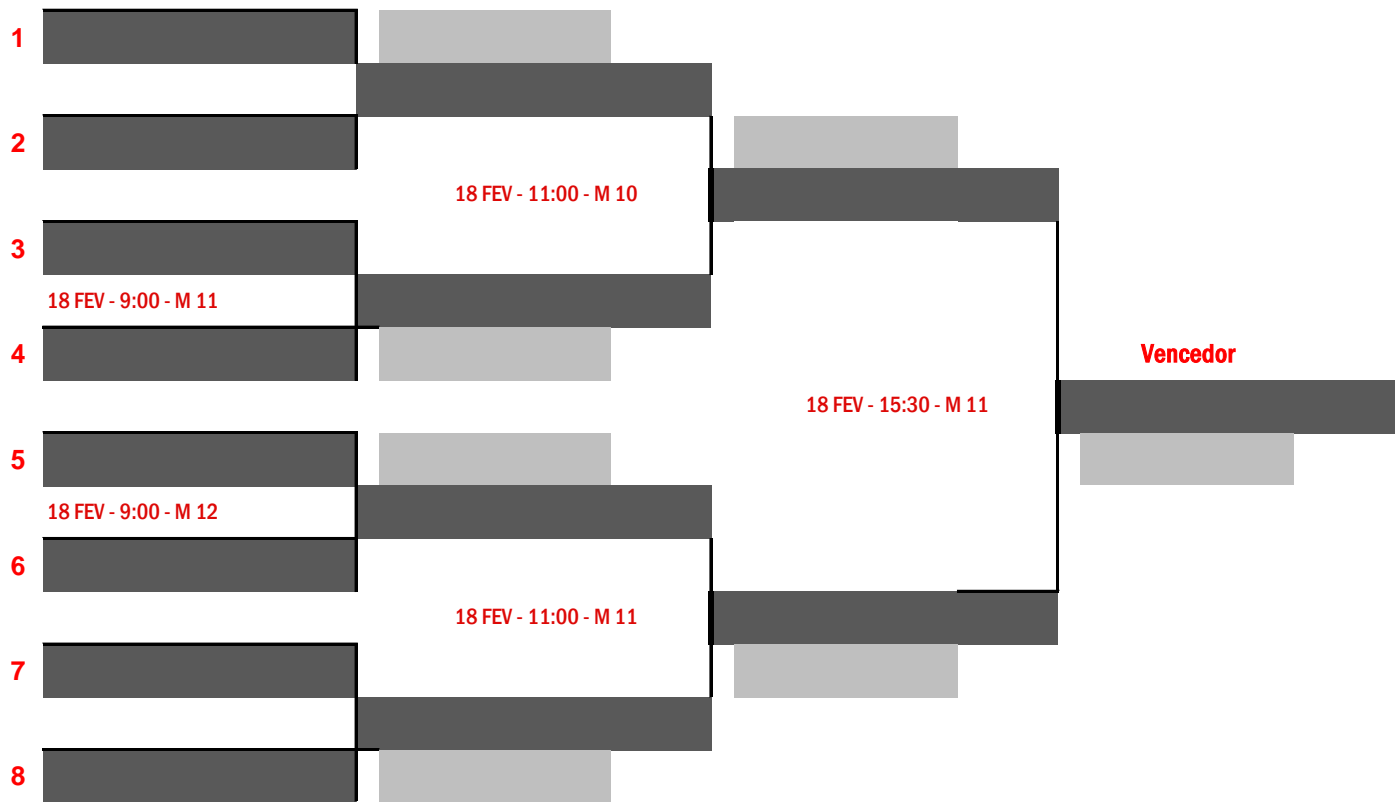 1
2
18 FEV - 11:00 - M 10
3
18 FEV - 9:00 - M 11
4
Vencedor
18 FEV - 15:30 - M 11
5
18 FEV - 9:00 - M 12
6
18 FEV - 11:00 - M 11
7
8